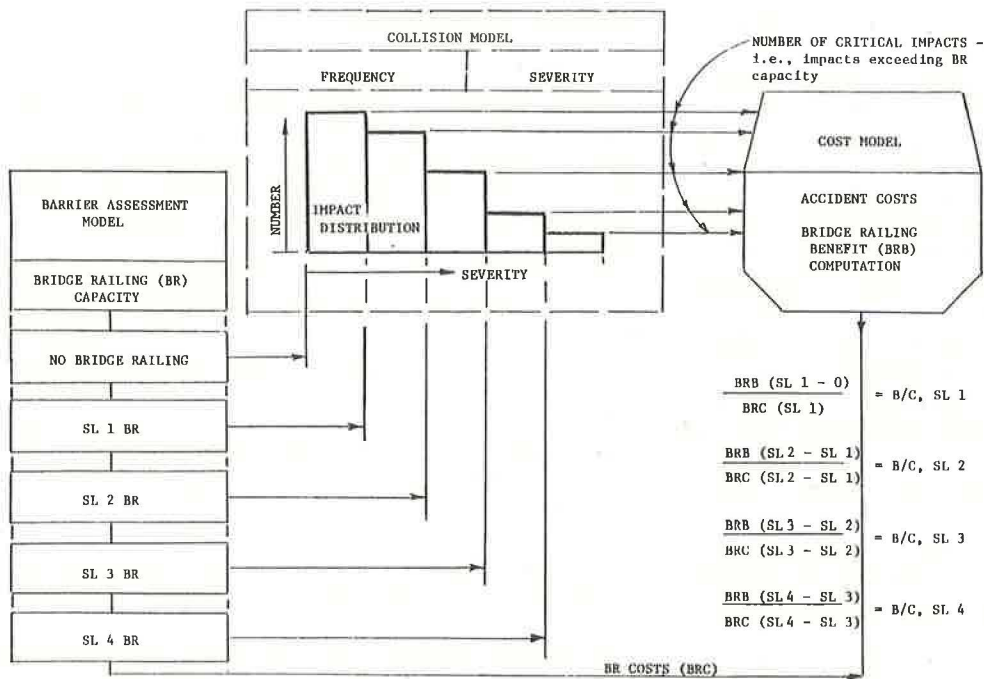 COLLISION MODEL
FREQUENCY
SEVERITY
NUMBER
IMPACT
DISTRIBUTION
SEVERITY
NUMBER OF CRITICAL IMPACTS -
i.e., impacts exceeding BR
capacity
COST MODEL
ACCIDENT COSTS
BRIDGE RAILING
BENEFIT (BRB)
COMPUTATION
BARRIER ASSESSMENT
MODEL
BRIDGE RAILING (BR)
CAPACITY
NO BRIDGE RAILING
SL 1 BR
SL 2 BR
SL 3 BR
SL 4 BR
BRB (SL 1 - 0)
BRC (SL 1)
= B/C, SL 1
BRB (SL 2 - SL 1)
BRC (SL 2 - SL 1)
= B/C, SL 2
BRB (SL 3 - SL 2)
BRC (SL 3 - SL 2)
= B/C, SL 3
BRB (SL 4 - SL 3)
BRC (SL 4 - SL 3)
= B/C, SL 4
BR COSTS (BRC)